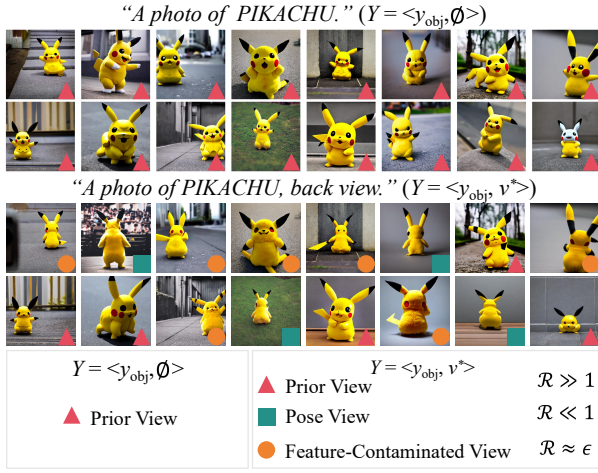 “A photo of PIKACHU.” (Y = <y_obj, ∅>)
“A photo of PIKACHU, back view.” (Y = <y_obj, v*>)
Y = <y_obj, ∅>
Prior View
Y = <y_obj, v*>
Prior View ℛ ≫ 1
Pose View ℛ ≪ 1
Feature-Contaminated View ℛ ≈ ϵ